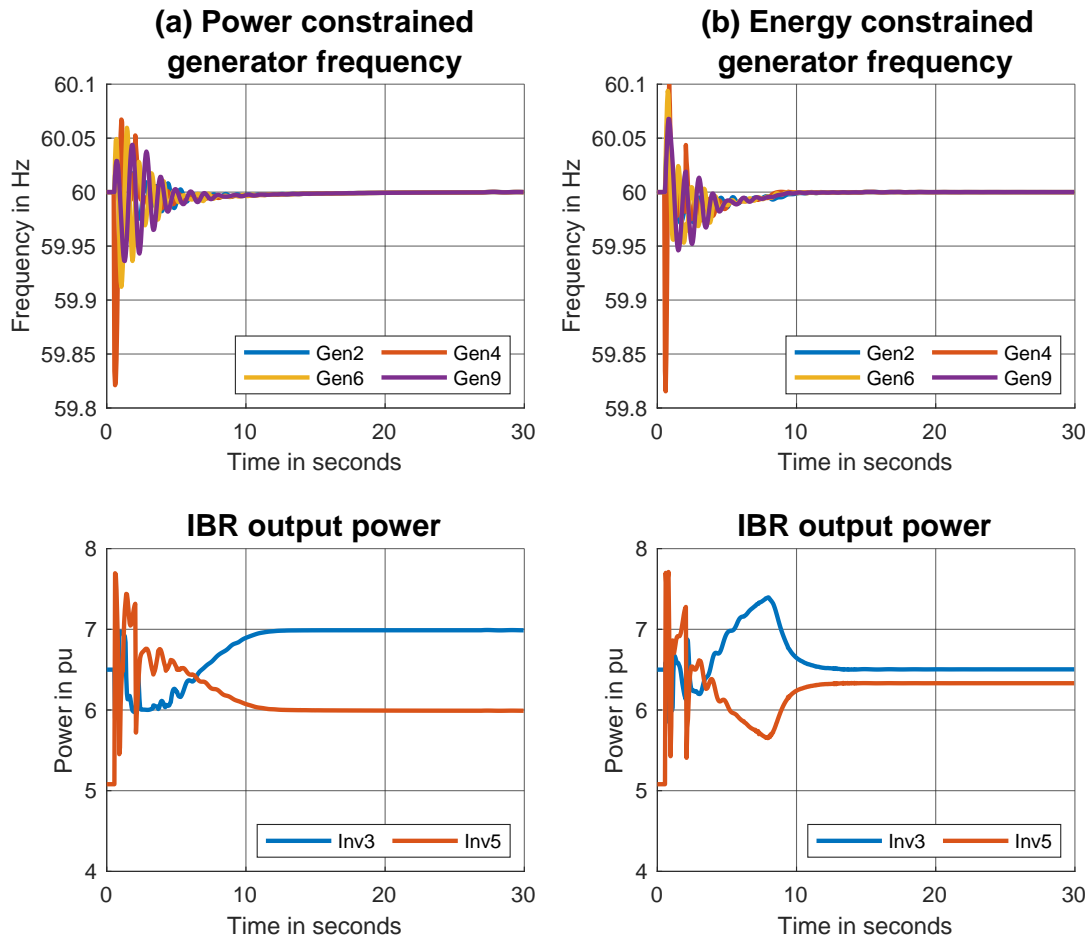 (a) Power constrained
generator frequency
60.1
60.05
60
59.95
59.9
59.85
59.8
Frequency in Hz
Gen2 Gen4
Gen6 Gen9
0 10 20 30
Time in seconds
(b) Energy constrained
generator frequency
60.1
60.05
60
59.95
59.9
59.85
59.8
Frequency in Hz
Gen2 Gen4
Gen6 Gen9
0 10 20 30
Time in seconds
IBR output power
8
7
6
5
4
Power in pu
Inv3 Inv5
0 10 20 30
Time in seconds
IBR output power
8
7
6
5
4
Power in pu
Inv3 Inv5
0 10 20 30
Time in seconds